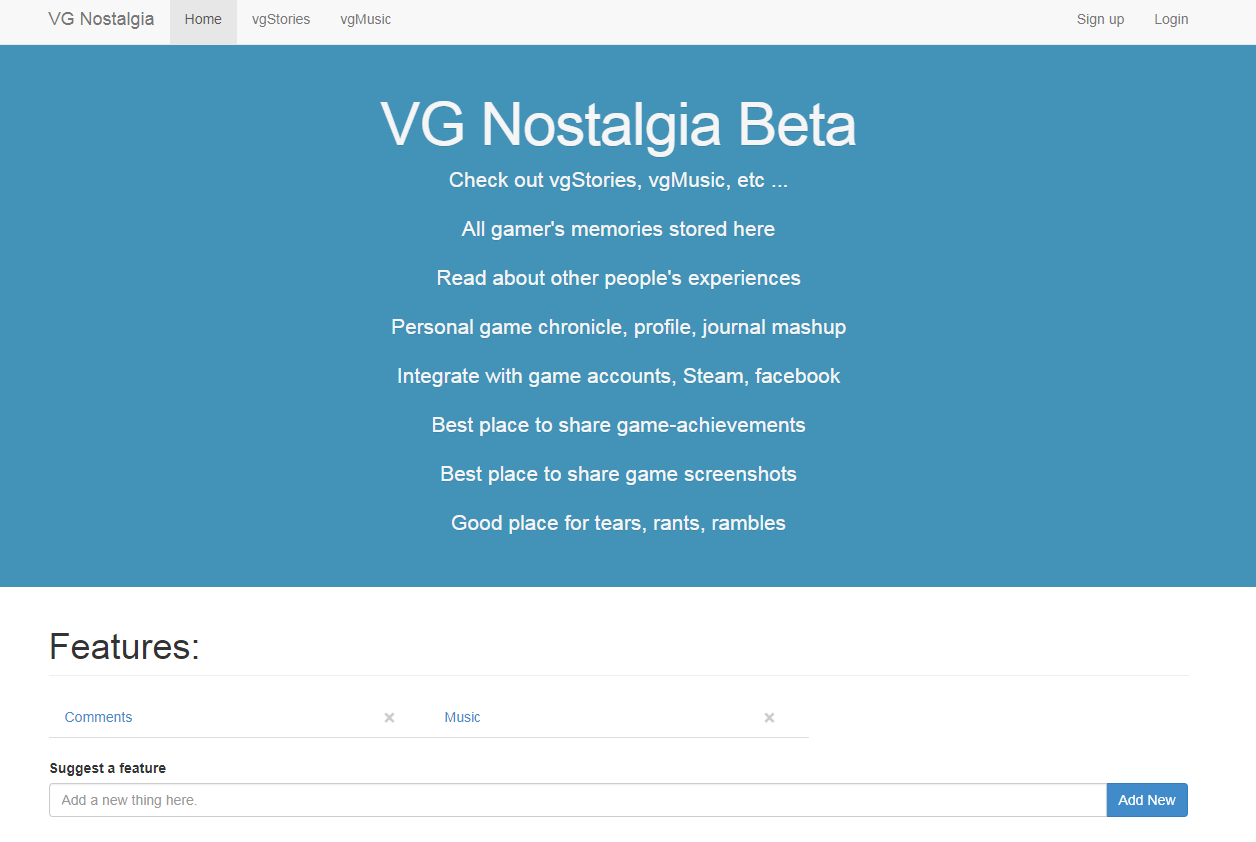 VG Nostalgia Home vgStories vgMusic Sign up Login
VG Nostalgia Beta
Check out vgStories, vgMusic, etc ...
All gamer's memories stored here
Read about other people's experiences
Personal game chronicle, profile, journal mashup
Integrate with game accounts, Steam, facebook
Best place to share game-achievements
Best place to share game screenshots
Good place for tears, rants, rambles
Features:
Comments × Music ×
Suggest a feature
Add a new thing here. Add New